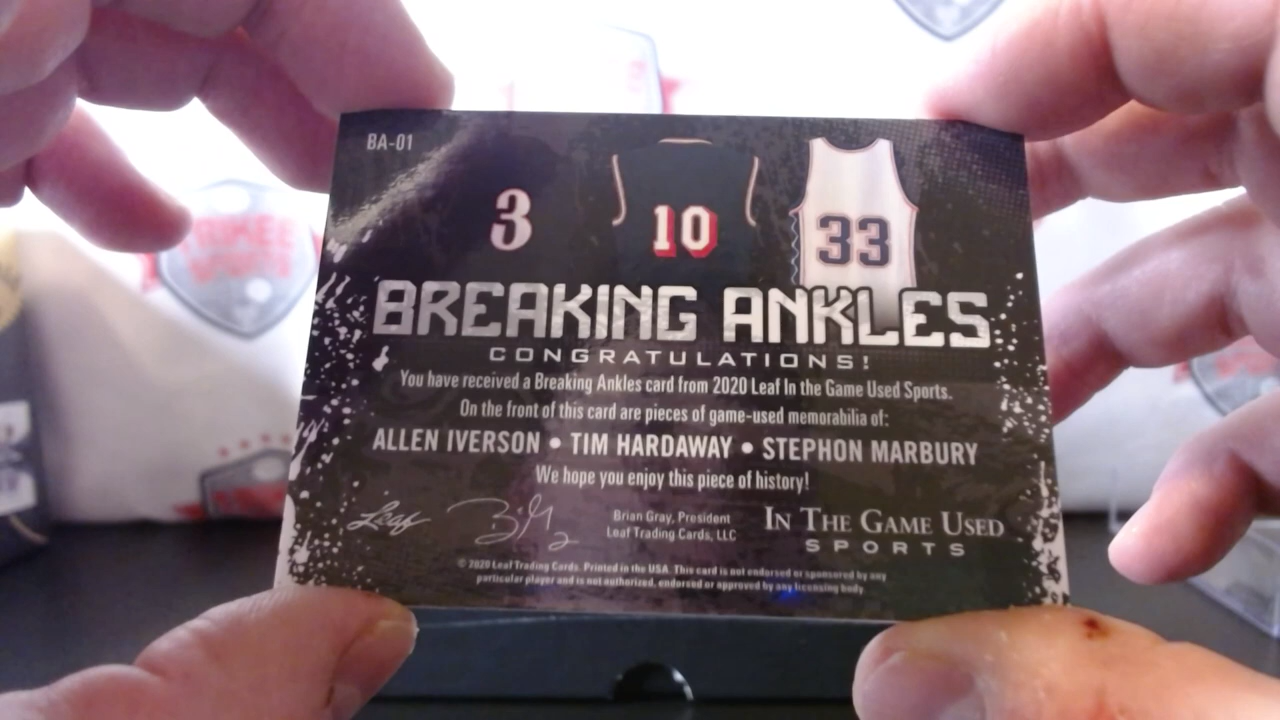 BA-01
3
10
33
BREAKING ANKLES
CONGRATULATIONS!
You have received a Breaking Ankles card from 2020 Leaf In the Game Used Sports.
On the front of this card are pieces of game-used memorabilia of:
ALLEN IVERSON • TIM HARDAWAY • STEPHON MARBURY
We hope you enjoy this piece of history!
Leaf
Brian Gray, President
Leaf Trading Cards, LLC
IN THE GAME USED
SPORTS
© 2020 Leaf Trading Cards. Printed in the USA. This card is not endorsed or sponsored by any
particular player and is not authorized, endorsed or approved by any licensing body.